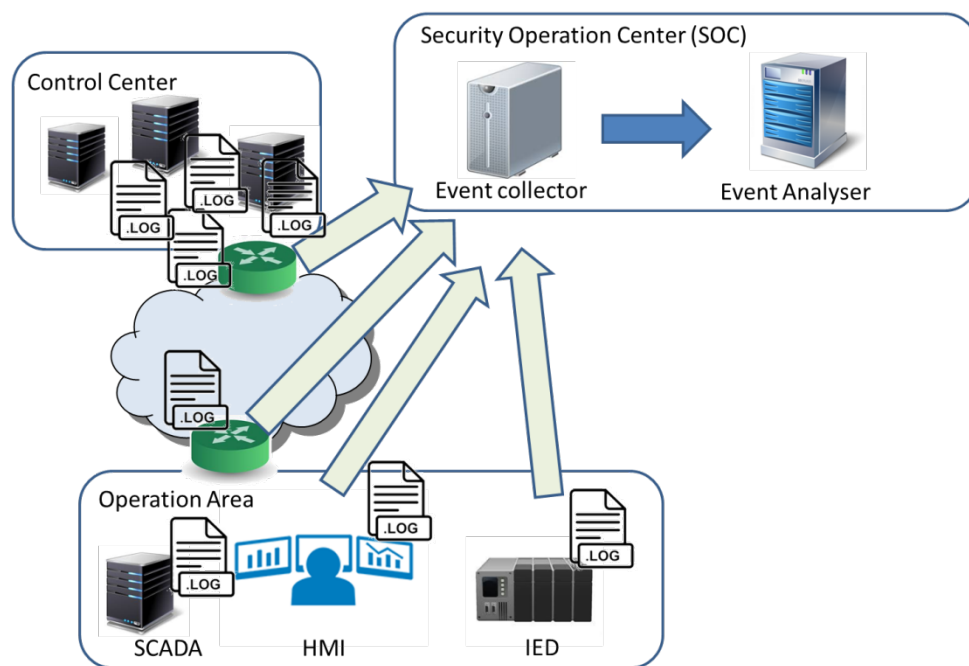 Security Operation Center (SOC)
Control Center
Event collector
Event Analyser
.LOG
.LOG
.LOG
.LOG
.LOG
Operation Area
.LOG
.LOG
.LOG
SCADA
HMI
IED